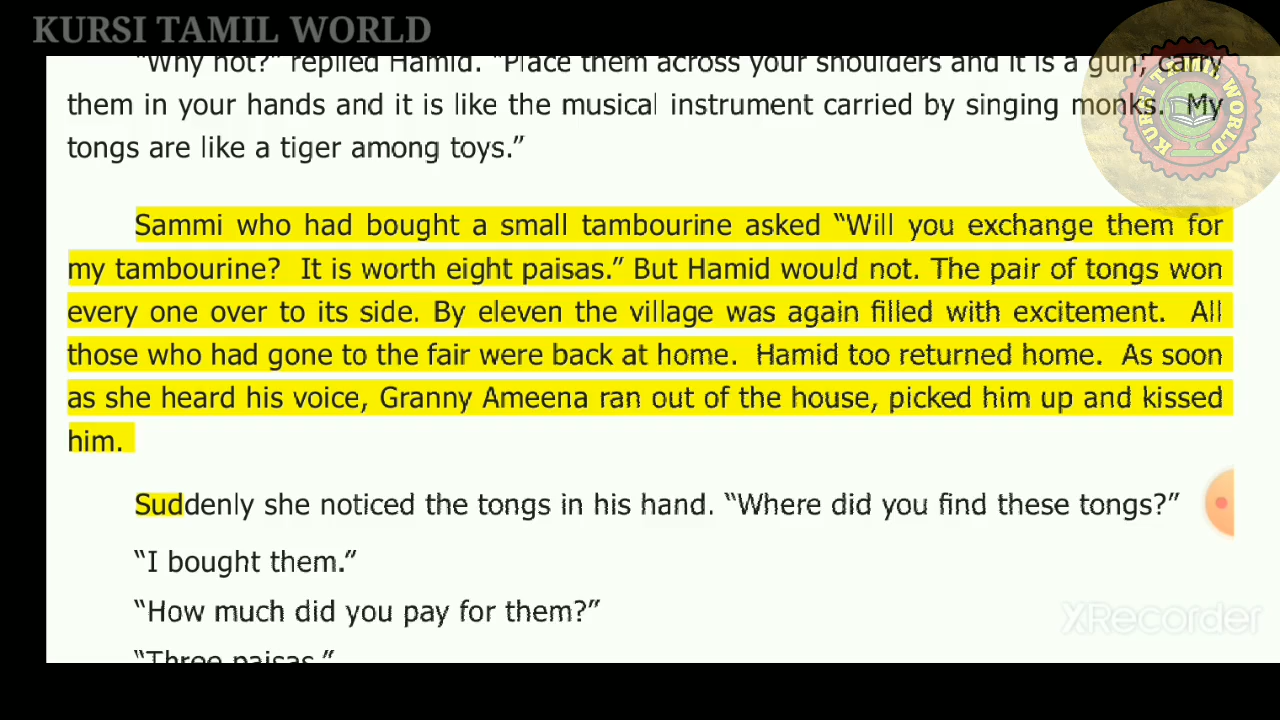 KURSI TAMIL WORLD
"Why not?" replied Hamid. "Place them across your shoulders and it is a gun; carry
them in your hands and it is like the musical instrument carried by singing monks. My
tongs are like a tiger among toys."
Sammi who had bought a small tambourine asked "Will you exchange them for
my tambourine? It is worth eight paisas." But Hamid would not. The pair of tongs won
every one over to its side. By eleven the village was again filled with excitement. All
those who had gone to the fair were back at home. Hamid too returned home. As soon
as she heard his voice, Granny Ameena ran out of the house, picked him up and kissed
him.
Suddenly she noticed the tongs in his hand. "Where did you find these tongs?"
"I bought them."
"How much did you pay for them?"
"Three paisas."
KURSI TAMIL WORLD
XRecorder